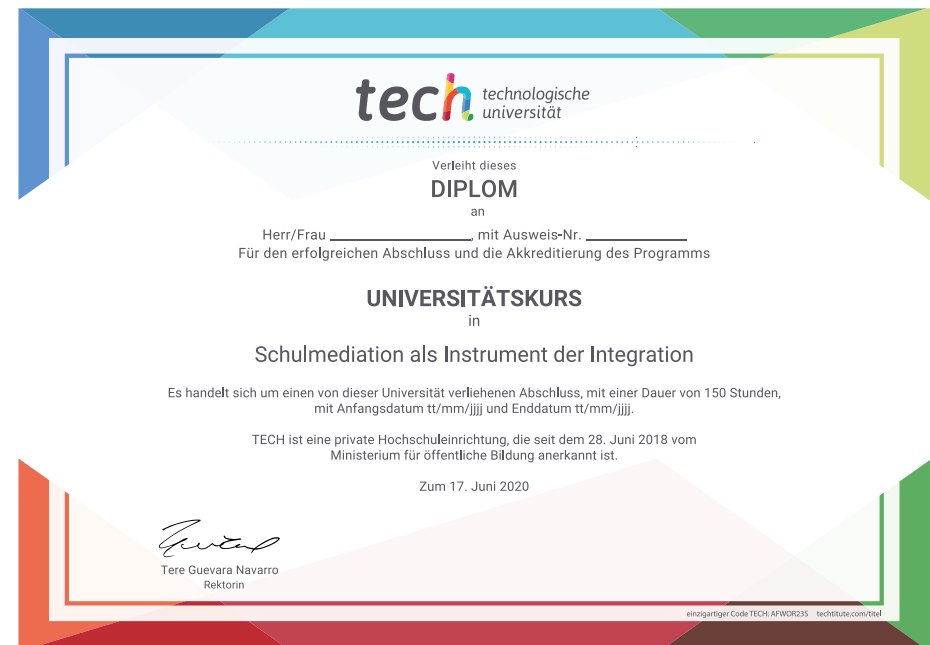 tech technologische
universität
Verleiht dieses
DIPLOM
an
Herr/Frau ____________, mit Ausweis-Nr. ____________
Für den erfolgreichen Abschluss und die Akkreditierung des Programms
UNIVERSITÄTSKURS
in
Schulmediation als Instrument der Integration
Es handelt sich um einen von dieser Universität verliehenen Abschluss, mit einer Dauer von 150 Stunden,
mit Anfangsdatum tt/mm/jjjj und Enddatum tt/mm/jjjj.
TECH ist eine private Hochschuleinrichtung, die seit dem 28. Juni 2018 vom
Ministerium für öffentliche Bildung anerkannt ist.
Zum 17. Juni 2020
Tere Guevara Navarro
Rektorin
einzigartiger Code TECH: AFWOR23S techtitute.com/titel